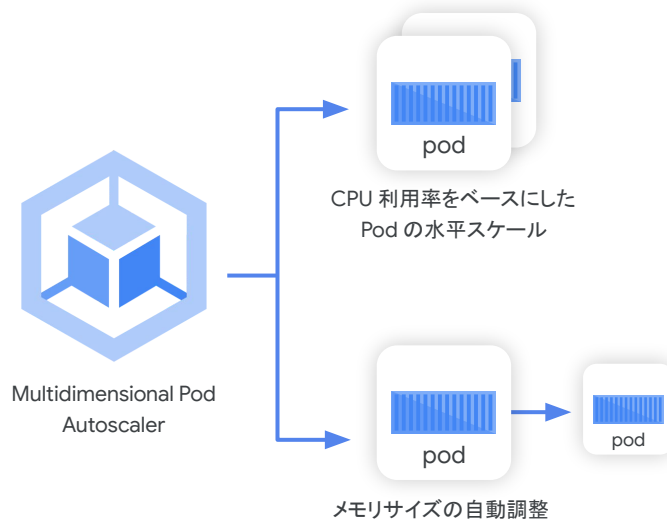 pod
CPU 利用率をベースにした
Pod の水平スケール
Multidimensional Pod
Autoscaler
pod
pod
メモリサイズの自動調整